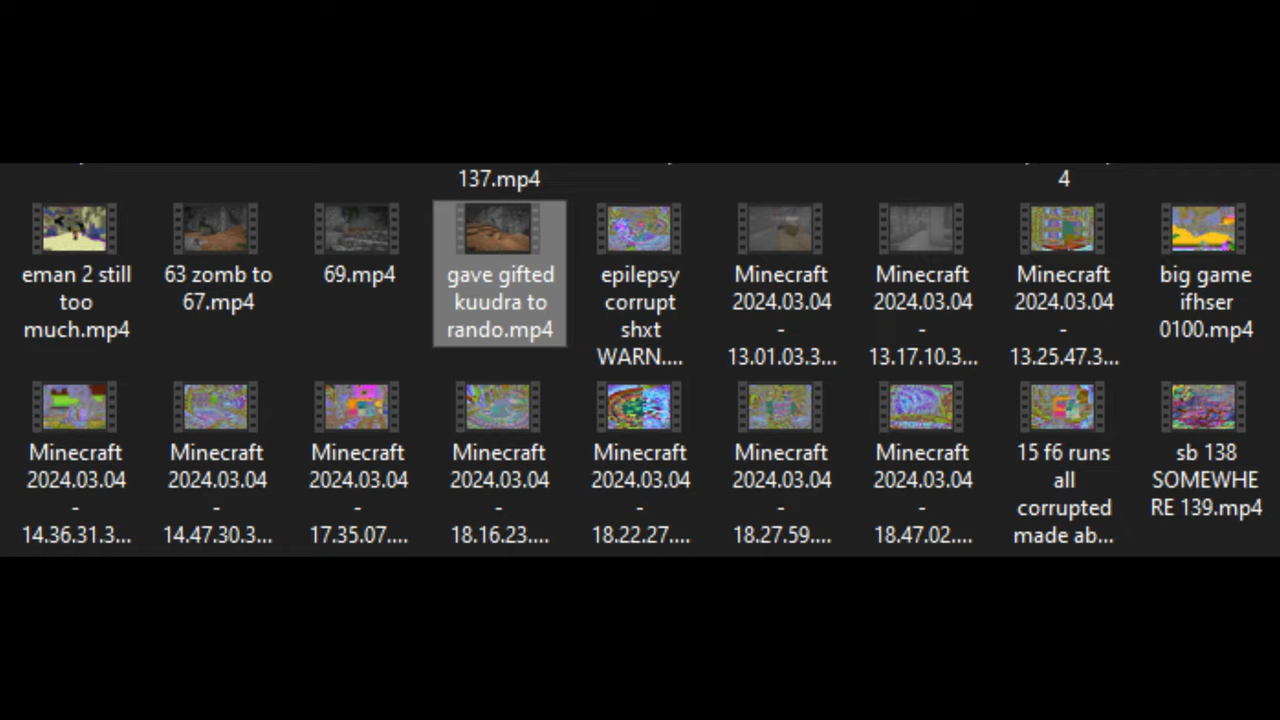 137.mp4
4
eman 2 still
too
much.mp4
63 zomb to
67.mp4
69.mp4
gave gifted
kuudra to
rando.mp4
epilepsy
corrupt
shxt
WARN....
Minecraft
2024.03.04
-
13.01.03.3...
Minecraft
2024.03.04
-
13.17.10.3...
Minecraft
2024.03.04
-
13.25.47.3...
big game
ifhser
0100.mp4
Minecraft
2024.03.04
-
14.36.31.3...
Minecraft
2024.03.04
-
14.47.30.3...
Minecraft
2024.03.04
-
17.35.07....
Minecraft
2024.03.04
-
18.16.23....
Minecraft
2024.03.04
-
18.22.27....
Minecraft
2024.03.04
-
18.27.59....
Minecraft
2024.03.04
-
18.47.02....
15 f6 runs
all
corrupted
made ab...
sb 138
SOMEWHE
RE 139.mp4